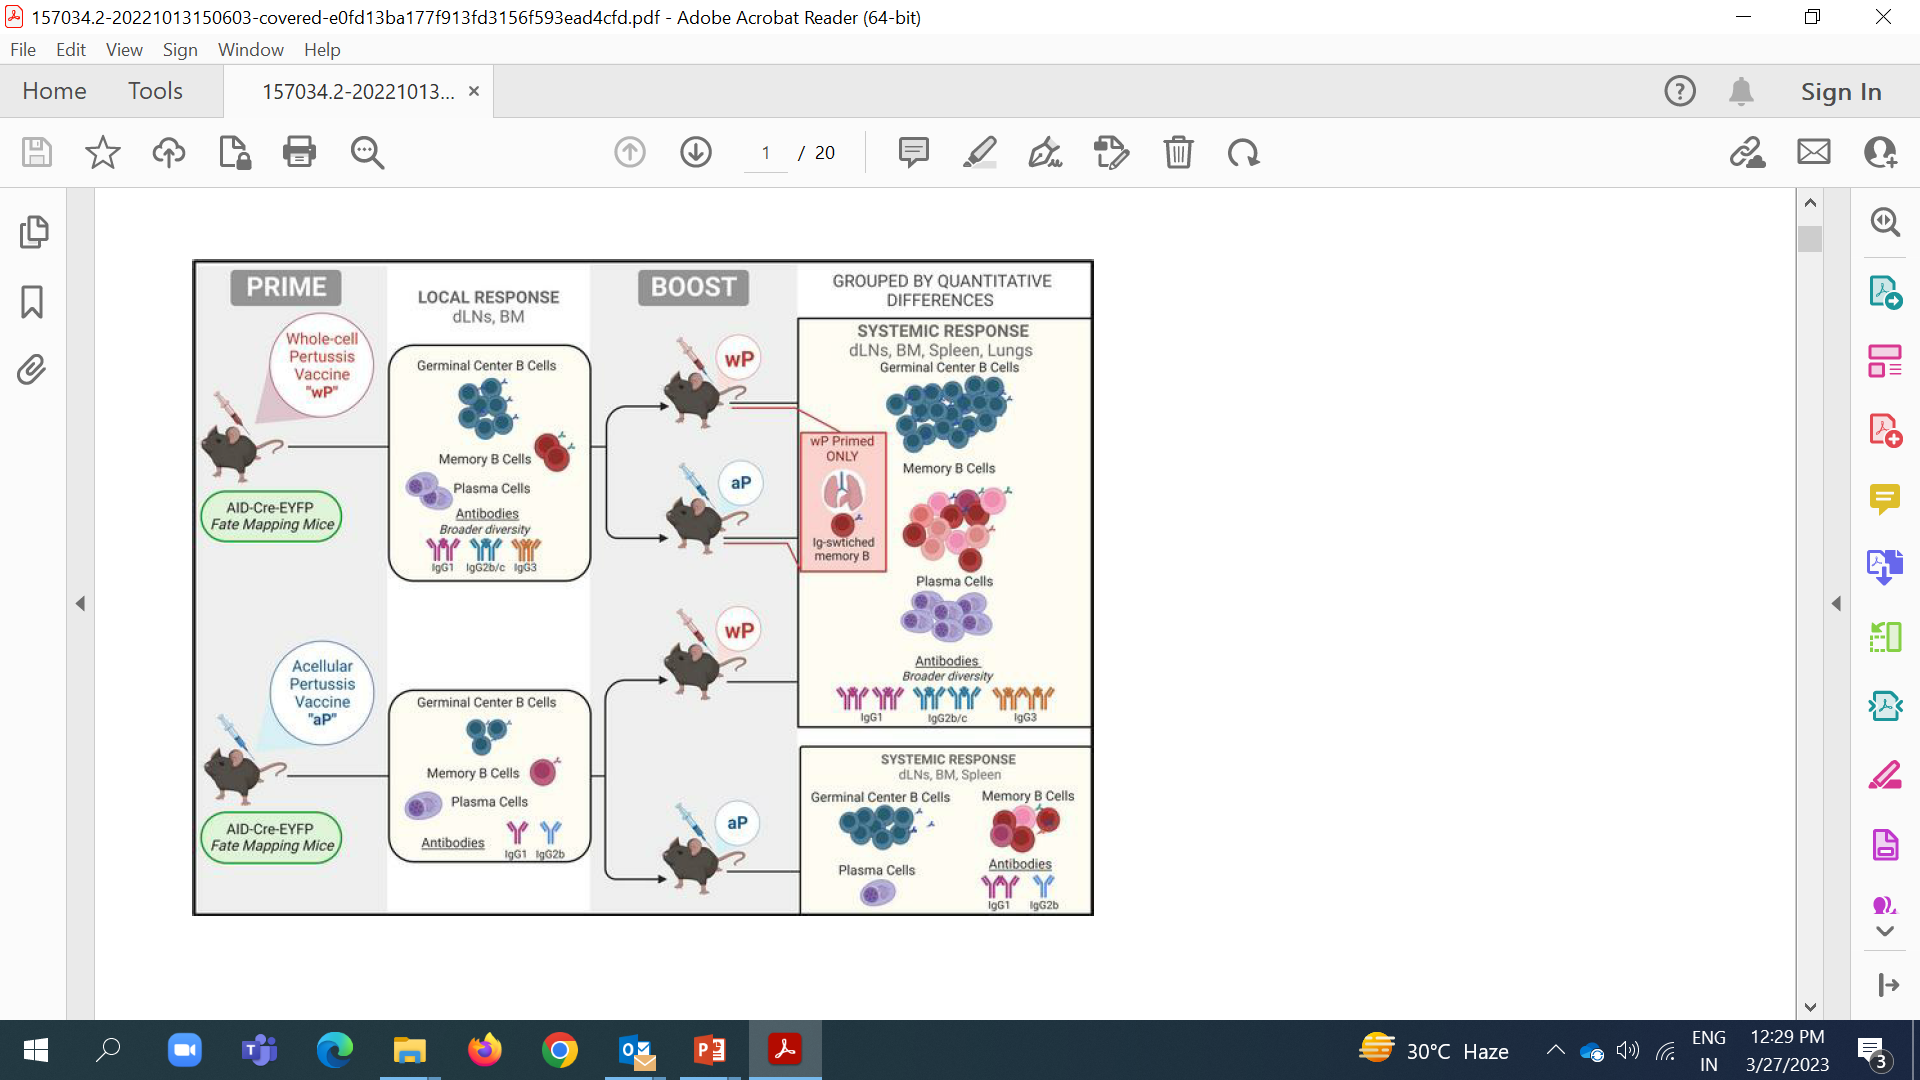 157034.2-20221013150603-covered-e0fd13ba177f913fd3156f593ead4cfd.pdf - Adobe Acrobat Reader (64-bit)
File Edit View Sign Window Help
Home Tools 157034.2-20221013... × Sign In
1 / 20
PRIME
Whole-cell
Pertussis
Vaccine
"wP"
AID-Cre-EYFP
Fate Mapping Mice
Acellular
Pertussis
Vaccine
"aP"
AID-Cre-EYFP
Fate Mapping Mice
LOCAL RESPONSE
dLNs, BM
Germinal Center B Cells
Memory B Cells
Plasma Cells
Antibodies
Broader diversity
IgG1 IgG2b/c IgG3
Germinal Center B Cells
Memory B Cells
Plasma Cells
Antibodies
IgG1 IgG2b
BOOST
wP
aP
wP
aP
GROUPED BY QUANTITATIVE
DIFFERENCES
SYSTEMIC RESPONSE
dLNs, BM, Spleen, Lungs
Germinal Center B Cells
wP Primed
ONLY
Ig-swtiched
memory B
Memory B Cells
Plasma Cells
Antibodies
Broader diversity
IgG1 IgG2b/c IgG3
SYSTEMIC RESPONSE
dLNs, BM, Spleen
Germinal Center B Cells
Memory B Cells
Plasma Cells
Antibodies
IgG1 IgG2b
30°C Haze
ENG
IN
12:29 PM
3/27/2023
3